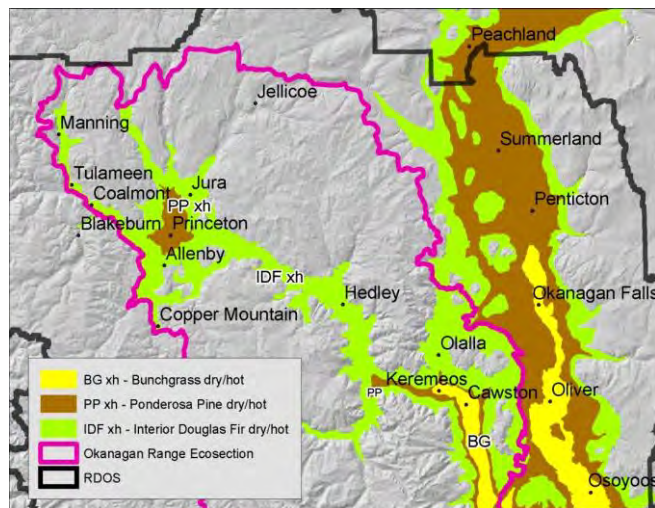 Peachland
Jellicoe
Manning
Summerland
Tulameen
Jura
Coalmont
PP xh
Penticton
Blakeburn
Princeton
Allenby
IDF xh
Hedley
Okanagan Falls
Copper Mountain
Olalla
Keremeos
PP
Cawston
Oliver
BG
Osoyoos
BG xh - Bunchgrass dry/hot
PP xh - Ponderosa Pine dry/hot
IDF xh - Interior Douglas Fir dry/hot
Okanagan Range Ecosection
RDOS